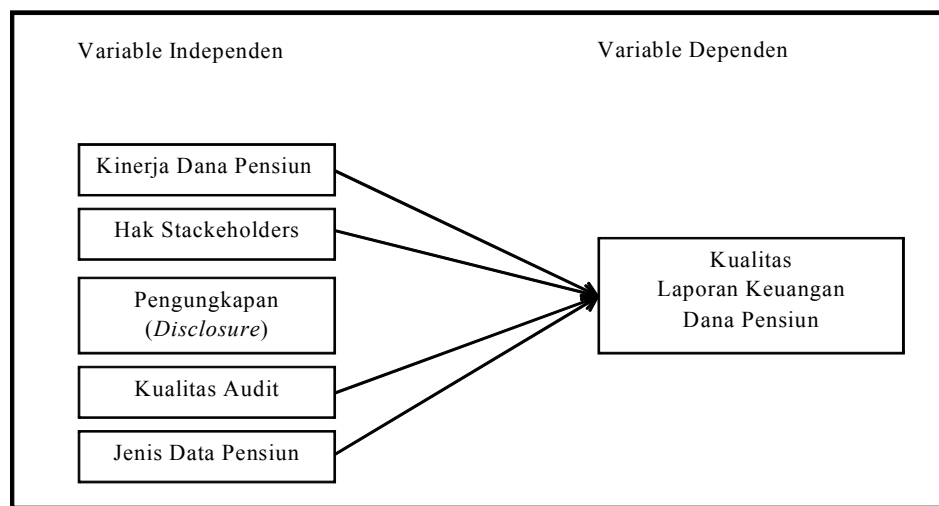 Variable Independen
Variable Dependen
Kinerja Dana Pensiun
Hak Stackeholders
Pengungkapan
(Disclosure)
Kualitas Audit
Jenis Data Pensiun
Kualitas
Laporan Keuangan
Dana Pensiun